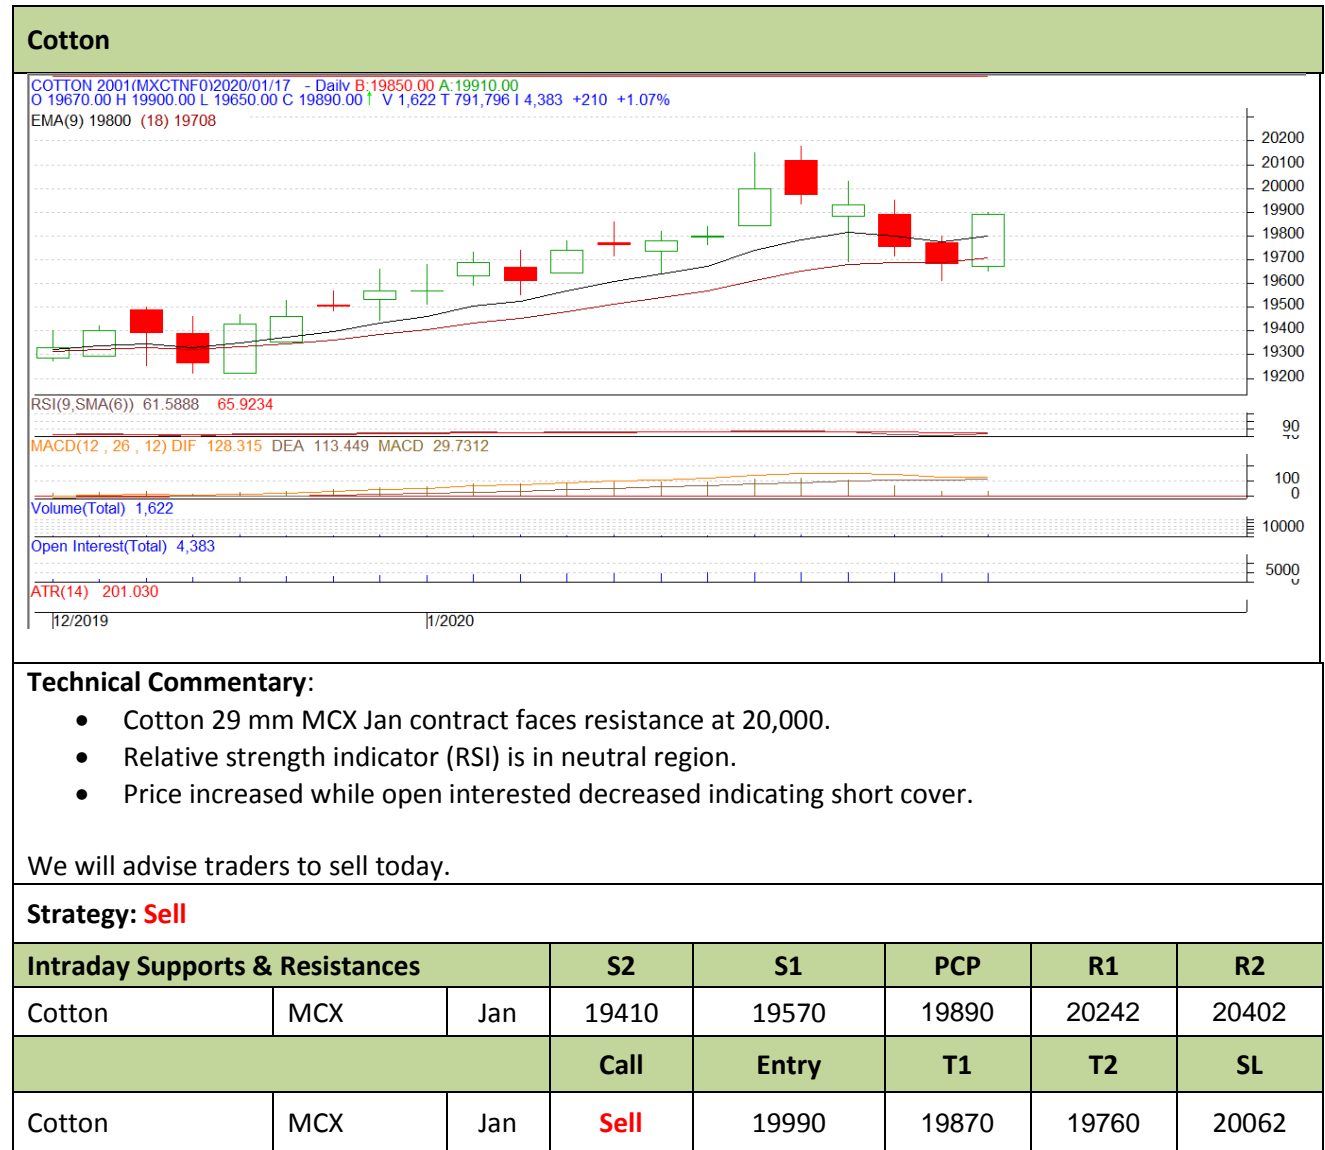 Cotton
COTTON 2001(MXCTNF0)2020/01/17 - Daily B:19850.00 A:19910.00
O 19670.00 H 19900.00 L 19650.00 C 19890.00↑ V 1,622 T 791,796 I 4,383 +210 +1.07%
EMA(9) 19800 (18) 19708
20200
20100
20000
19900
19800
19700
19600
19500
19400
19300
19200
RSI(9,SMA(6)) 61.5888 65.9234
90
MACD(12 , 26 , 12) DIF 128.315 DEA 113.449 MACD 29.7312
100
0
Volume(Total) 1,622
10000
Open Interest(Total) 4,383
5000
0
ATR(14) 201.030
12/2019 1/2020
Technical Commentary:
• Cotton 29 mm MCX Jan contract faces resistance at 20,000.
• Relative strength indicator (RSI) is in neutral region.
• Price increased while open interested decreased indicating short cover.
We will advise traders to sell today.
Strategy: Sell
Intraday Supports & Resistances S2 S1 PCP R1 R2
Cotton MCX Jan 19410 19570 19890 20242 20402
Call Entry T1 T2 SL
Cotton MCX Jan Sell 19990 19870 19760 20062